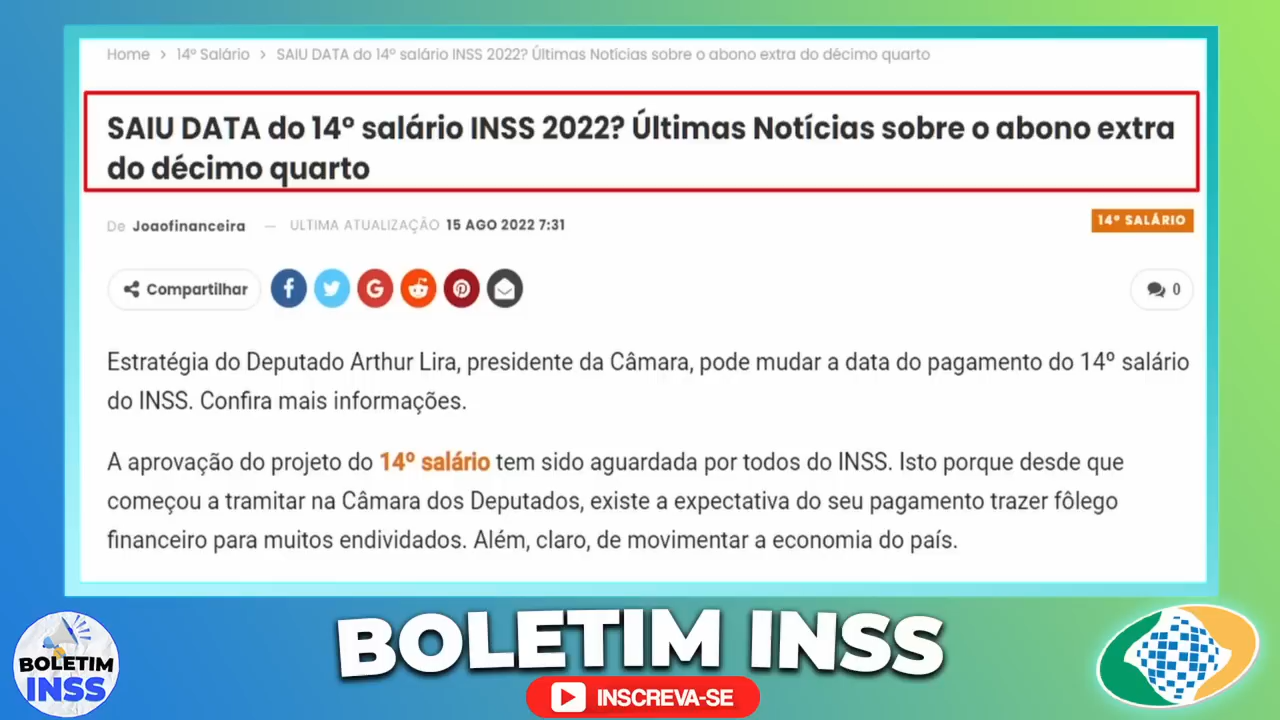 Home > 14º Salário > SAIU DATA do 14º salário INSS 2022? Últimas Notícias sobre o abono extra do décimo quarto
SAIU DATA do 14º salário INSS 2022? Últimas Notícias sobre o abono extra
do décimo quarto
De Joaofinanceira — ULTIMA ATUALIZAÇÃO 15 AGO 2022 7:31
14º SALÁRIO
Compartilhar
0
Estratégia do Deputado Arthur Lira, presidente da Câmara, pode mudar a data do pagamento do 14º salário
do INSS. Confira mais informações.
A aprovação do projeto do 14º salário tem sido aguardada por todos do INSS. Isto porque desde que
começou a tramitar na Câmara dos Deputados, existe a expectativa do seu pagamento trazer fôlego
financeiro para muitos endividados. Além, claro, de movimentar a economia do país.
BOLETIM INSS
INSCREVA-SE
BOLETIM
INSS